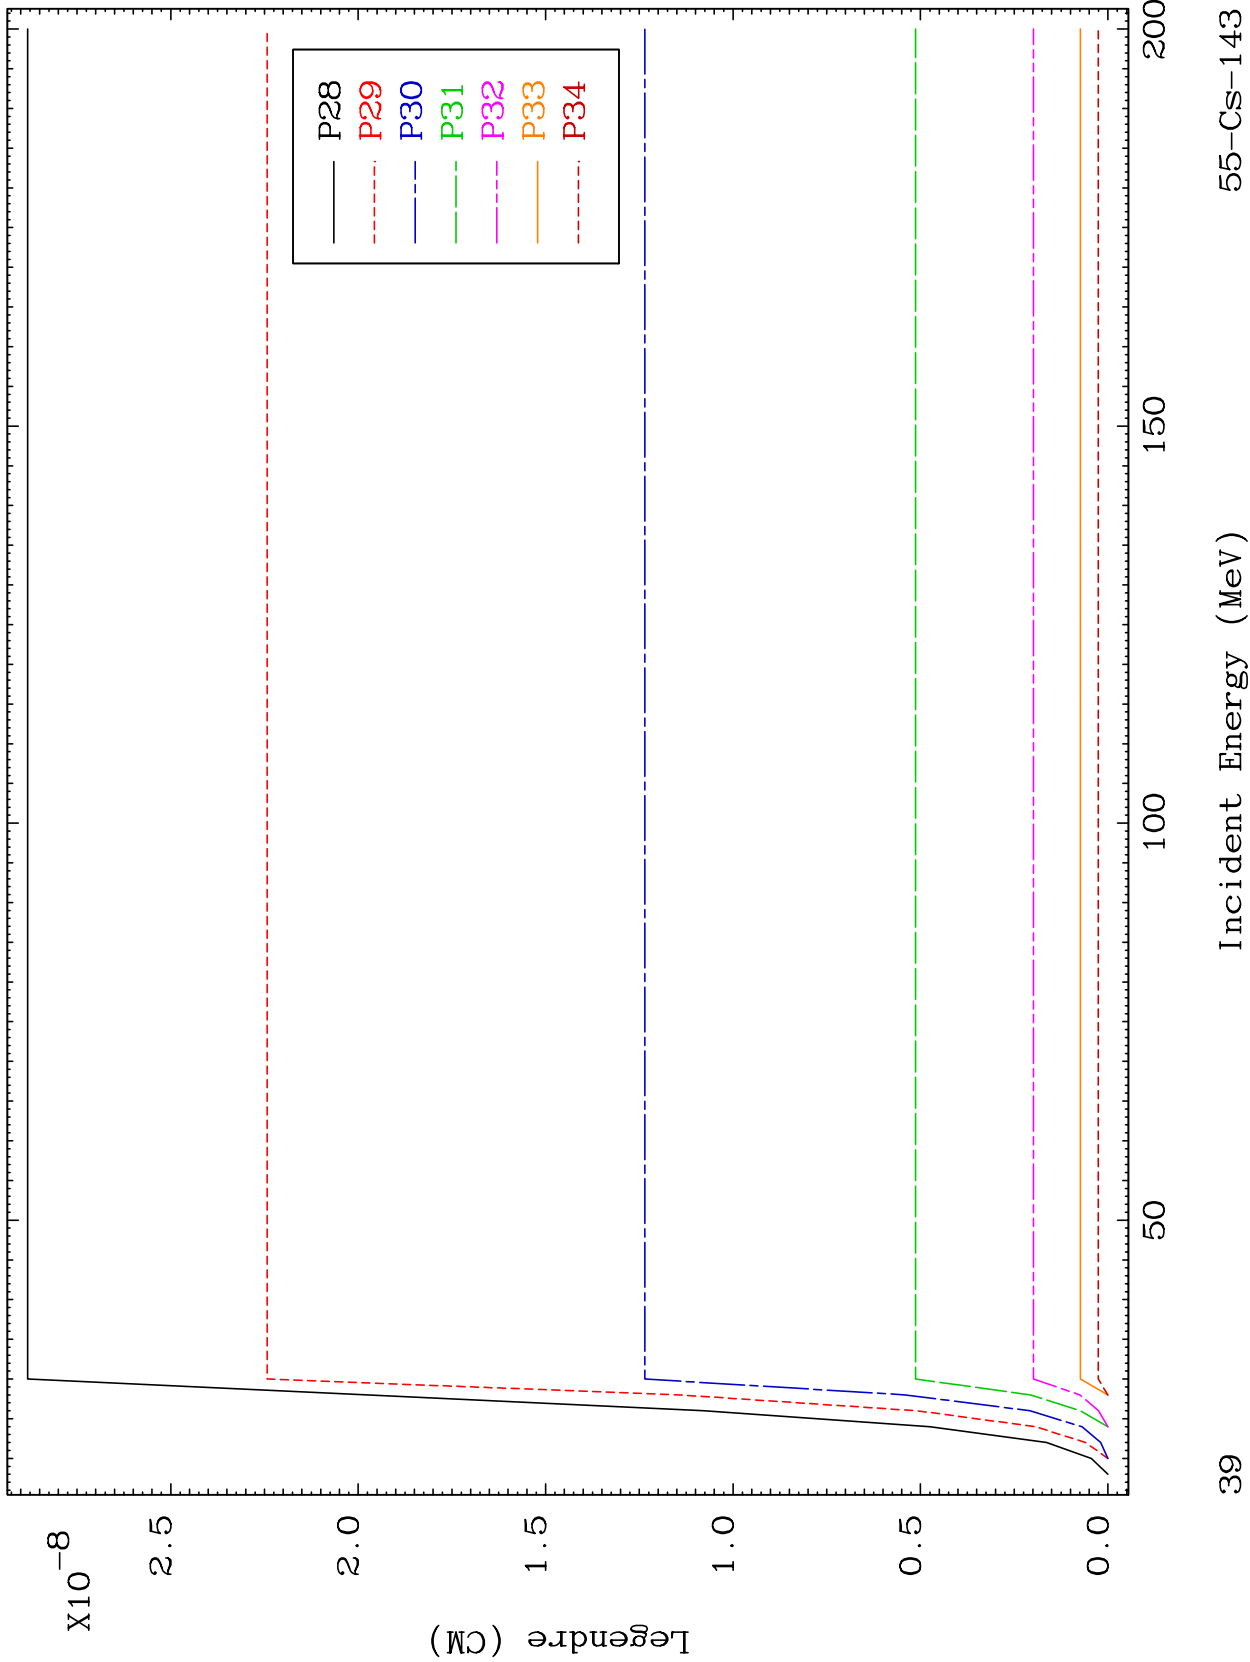 X10-8
2.5
2.0
1.5
1.0
0.5
0.0
Legendre (CM)
P28
P29
P30
P31
P32
P33
P34
50
100
150
200
Incident Energy (MeV)
39
55-Cs-143